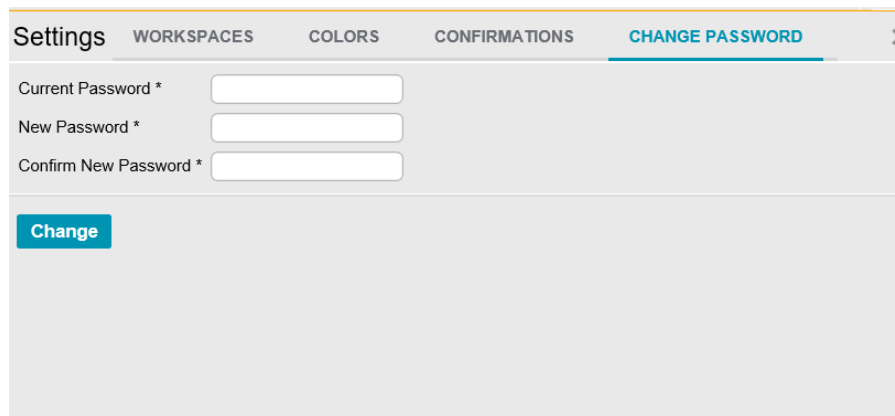 Settings WORKSPACES COLORS CONFIRMATIONS CHANGE PASSWORD
Current Password *
New Password *
Confirm New Password *
Change